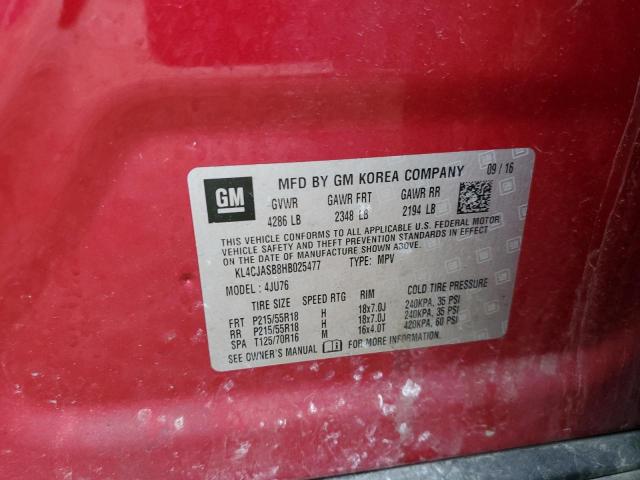 GM
MFD BY GM KOREA COMPANY 09 / 16
GVWR GAWR FRT GAWR RR
4286 LB 2348 LB 2194 LB
THIS VEHICLE CONFORMS TO ALL APPLICABLE U.S. FEDERAL MOTOR
VEHICLE SAFETY AND THEFT PREVENTION STANDARDS IN
EFFECT ON THE DATE OF MANUFACTURE SHOWN ABOVE.
KL4CJASB8HB025477 TYPE: MPV
MODEL : 4JU76
TIRE SIZE SPEED RTG RIM COLD TIRE PRESSURE
FRT P215/55R18 H 18x7.0J 240KPA, 35 PSI
RR P215/55R18 H 18x7.0J 240KPA, 35 PSI
SPA T125/70R16 M 16x4.0T 420KPA, 60 PSI
SEE OWNER'S MANUAL FOR MORE INFORMATION.